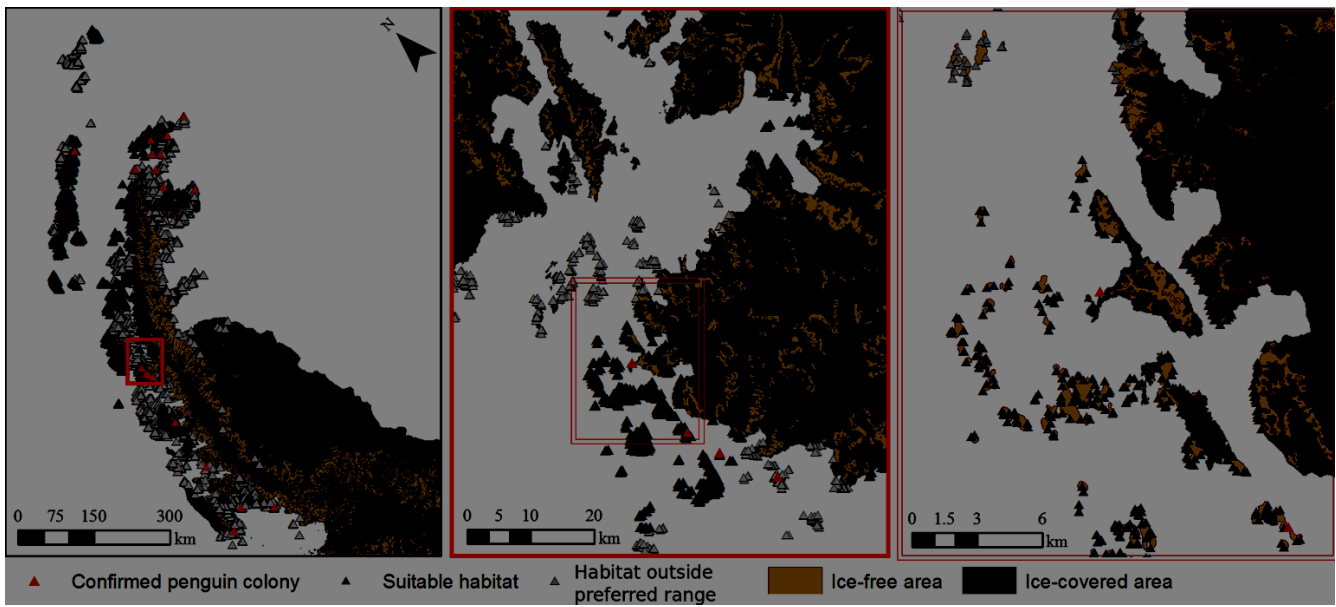 N
0 75 150 300
km
0 5 10 20
km
0 1.5 3 6
km
Confirmed penguin colony
Suitable habitat
Habitat outside
preferred range
Ice-free area
Ice-covered area